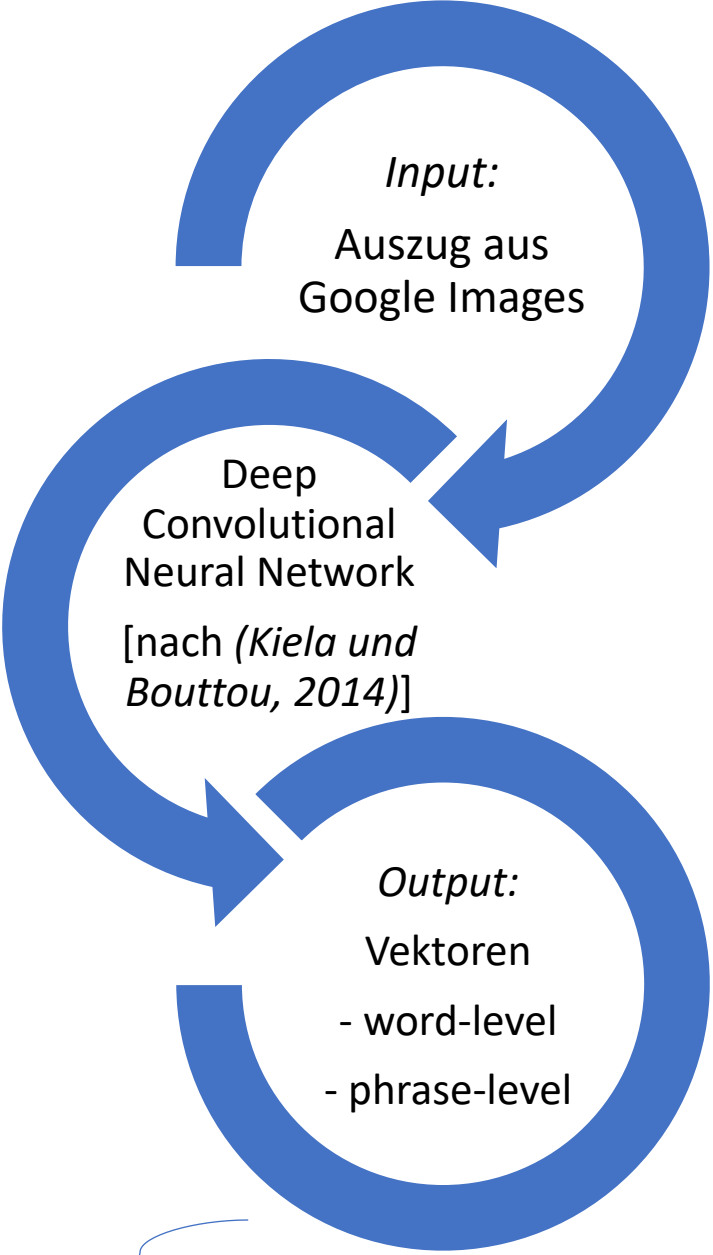 Input:
Auszug aus
Google Images
Deep
Convolutional
Neural Network
[nach (Kiela und
Bouttou, 2014)]
Output:
Vektoren
- word-level
- phrase-level